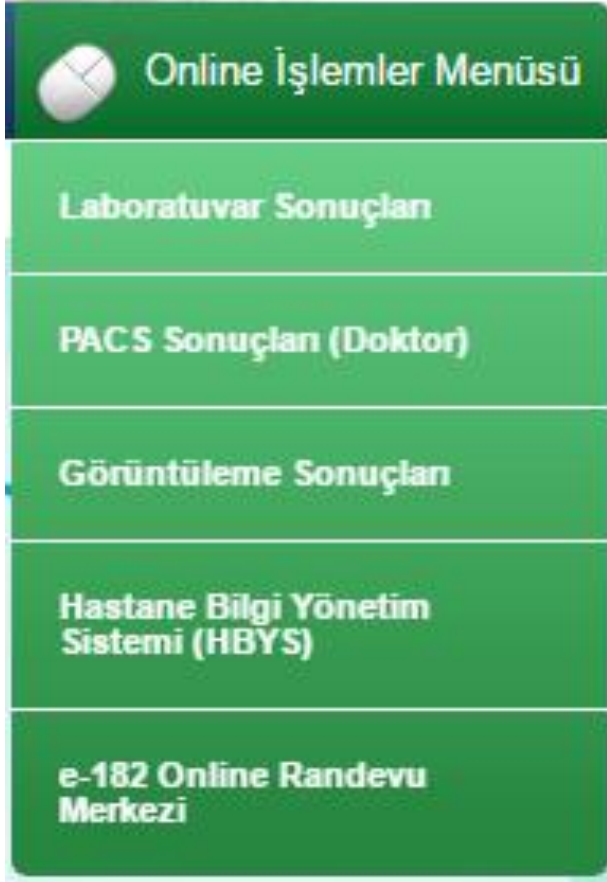 Online İşlemler Menüsü
Laboratuvar Sonuçları
PACS Sonuçları (Doktor)
Görüntüleme Sonuçları
Hastane Bilgi Yönetim
Sistemi (HBYS)
e-182 Online Randevu
Merkezi